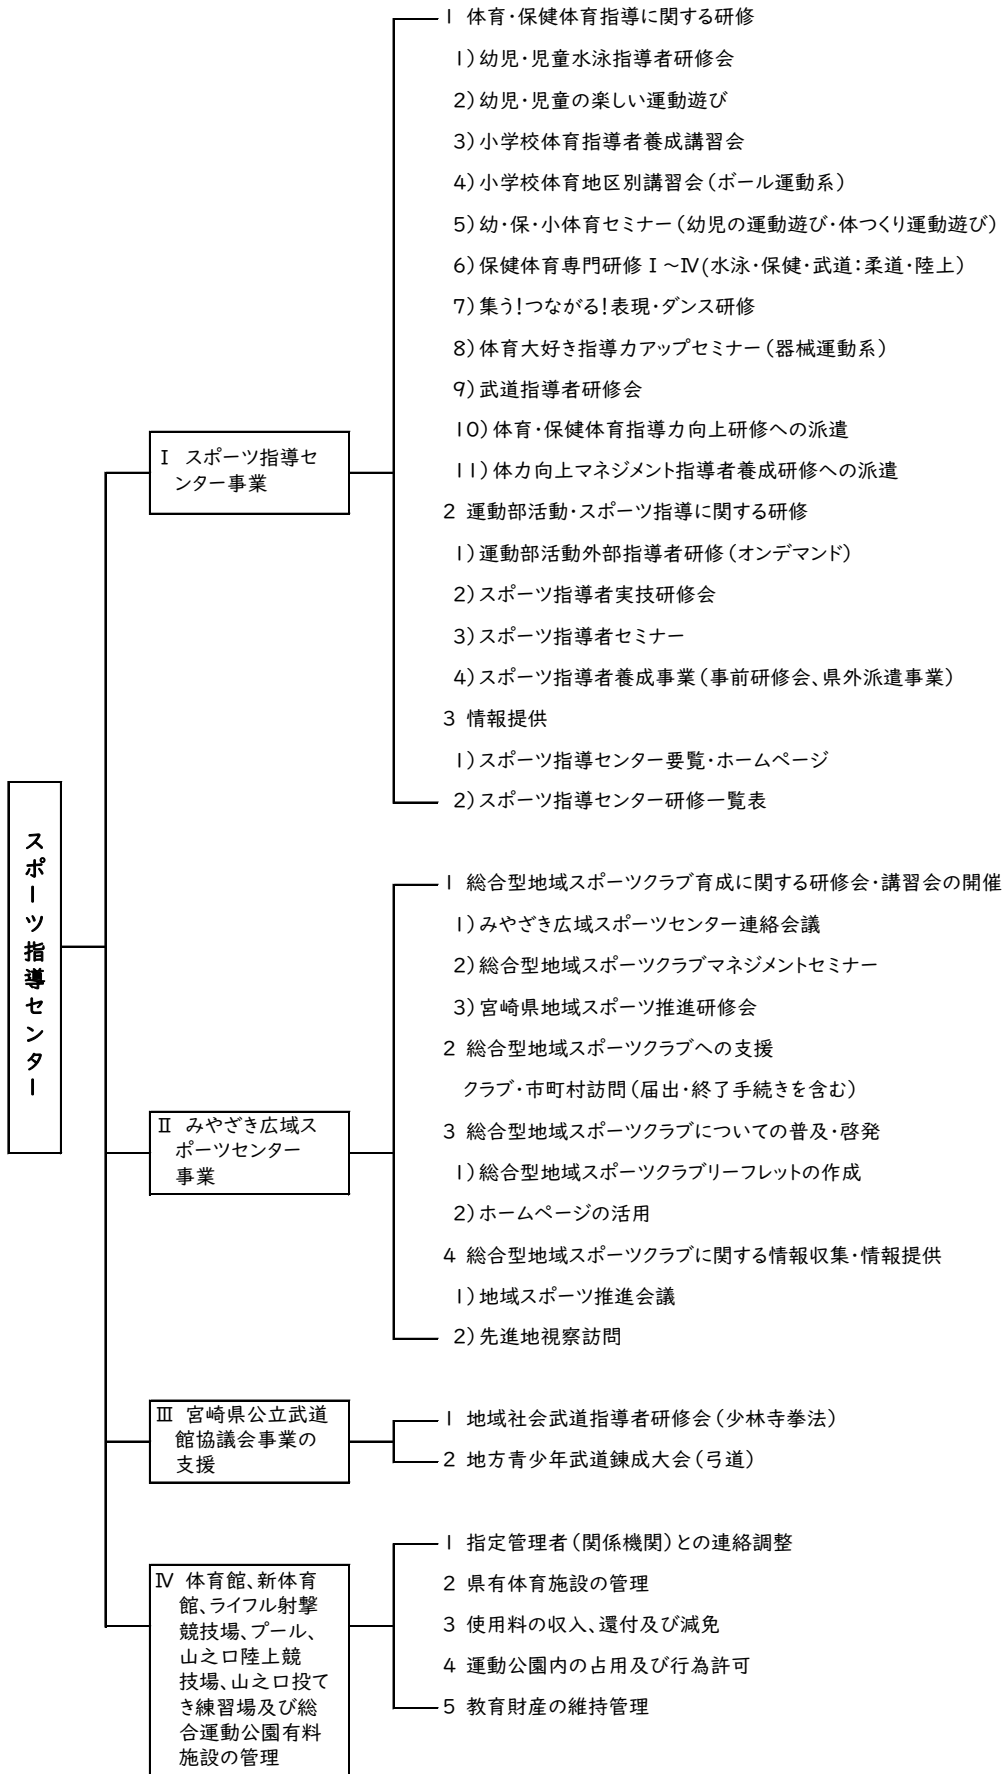 スポーツ指導センター
Ⅰ スポーツ指導セ
ンター事業
1 体育・保健体育指導に関する研修
1)幼児・児童水泳指導者研修会
2)幼児・児童の楽しい運動遊び
3)小学校体育指導者養成講習会
4)小学校体育地区別講習会(ボール運動系)
5)幼・保・小体育セミナー(幼児の運動遊び・体つくり運動遊び)
6)保健体育専門研修Ⅰ～Ⅳ(水泳・保健・武道:柔道・陸上)
7)集う!つながる!表現・ダンス研修
8)体育大好き指導力アップセミナー(器械運動系)
9)武道指導者研修会
10)体育・保健体育指導力向上研修への派遣
11)体力向上マネジメント指導者養成研修への派遣
2 運動部活動・スポーツ指導に関する研修
1)運動部活動外部指導者研修(オンデマンド)
2)スポーツ指導者実技研修会
3)スポーツ指導者セミナー
4)スポーツ指導者養成事業(事前研修会、県外派遣事業)
3 情報提供
1)スポーツ指導センター要覧・ホームページ
2)スポーツ指導センター研修一覧表
Ⅱ みやざき広域ス
ポーツセンター
事業
1 総合型地域スポーツクラブ育成に関する研修会・講習会の開催
1)みやざき広域スポーツセンター連絡会議
2)総合型地域スポーツクラブマネジメントセミナー
3)宮崎県地域スポーツ推進研修会
2 総合型地域スポーツクラブへの支援
クラブ・市町村訪問(届出・終了手続きを含む)
3 総合型地域スポーツクラブについての普及・啓発
1)総合型地域スポーツクラブリーフレットの作成
2)ホームページの活用
4 総合型地域スポーツクラブに関する情報収集・情報提供
1)地域スポーツ推進会議
2)先進地視察訪問
Ⅲ 宮崎県公立武道
館協議会事業の
支援
1 地域社会武道指導者研修会(少林寺拳法)
2 地方青少年武道錬成大会(弓道)
Ⅳ 体育館、新体育
館、ライフル射撃
競技場、プール、
山之口陸上競
技場、山之口投て
き練習場及び総
合運動公園有料
施設の管理
1 指定管理者(関係機関)との連絡調整
2 県有体育施設の管理
3 使用料の収入、還付及び減免
4 運動公園内の占用及び行為許可
5 教育財産の維持管理